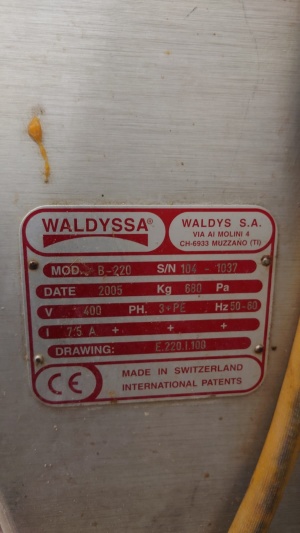 WALDYSSA®
WALDYS S.A.
VIA AI MOLINI 4
CH-6933 MUZZANO (TI)
MOD. B-220 S/N 104 - 1037
DATE 2005 Kg 680 Pa
V 400 PH. 3+PE Hz 50-60
I 7.5 A + + +
DRAWING: E.220.1.100
CE
MADE IN SWITZERLAND
INTERNATIONAL PATENTS